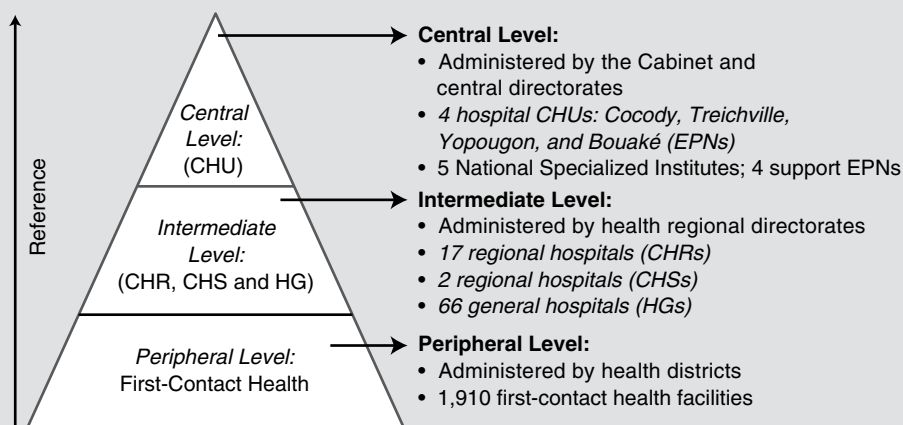 Reference
Central
Level:
(CHU)
Intermediate
Level:
(CHR, CHS and HG)
Peripheral Level:
First-Contact Health
Central Level:
• Administered by the Cabinet and
central directorates
• 4 hospital CHUs: Cocody, Treichville,
Yopougon, and Bouaké (EPNs)
• 5 National Specialized Institutes; 4 support EPNs
Intermediate Level:
• Administered by health regional directorates
• 17 regional hospitals (CHRs)
• 2 regional hospitals (CHSs)
• 66 general hospitals (HGs)
Peripheral Level:
• Administered by health districts
• 1,910 first-contact health facilities